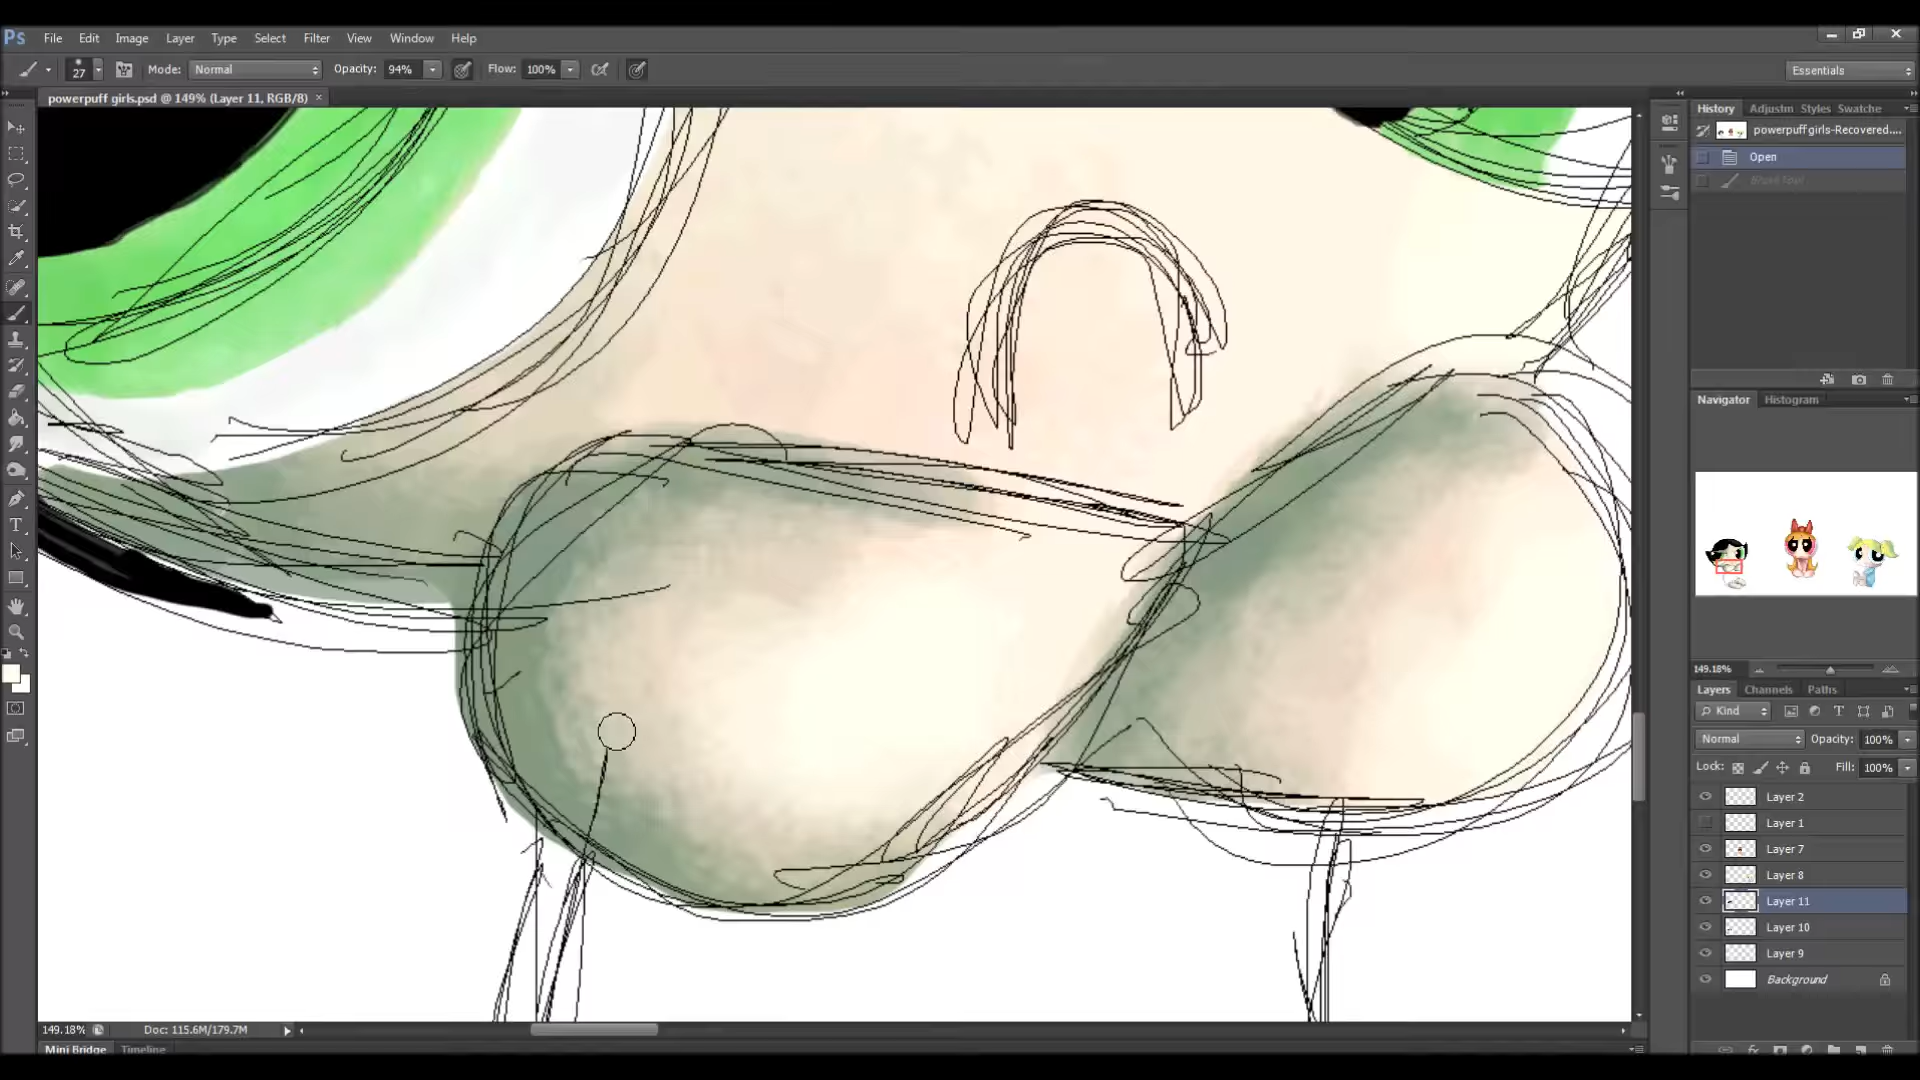 Ps File Edit Image Layer Type Select Filter View Window Help
27 Mode: Normal Opacity: 94% Flow: 100% Essentials
powerpuff girls.psd @ 149% (Layer 11, RGB/8) ×
History Adjustm Styles Swatche
powerpuff girls-Recovered....
Open
Brush Tool
Navigator Histogram
149.18%
Layers Channels Paths
Kind
Normal Opacity: 100%
Lock: Fill: 100%
Layer 2
Layer 1
Layer 7
Layer 8
Layer 11
Layer 10
Layer 9
Background
149.18% Doc: 115.6M/179.7M
Mini Bridge Timeline